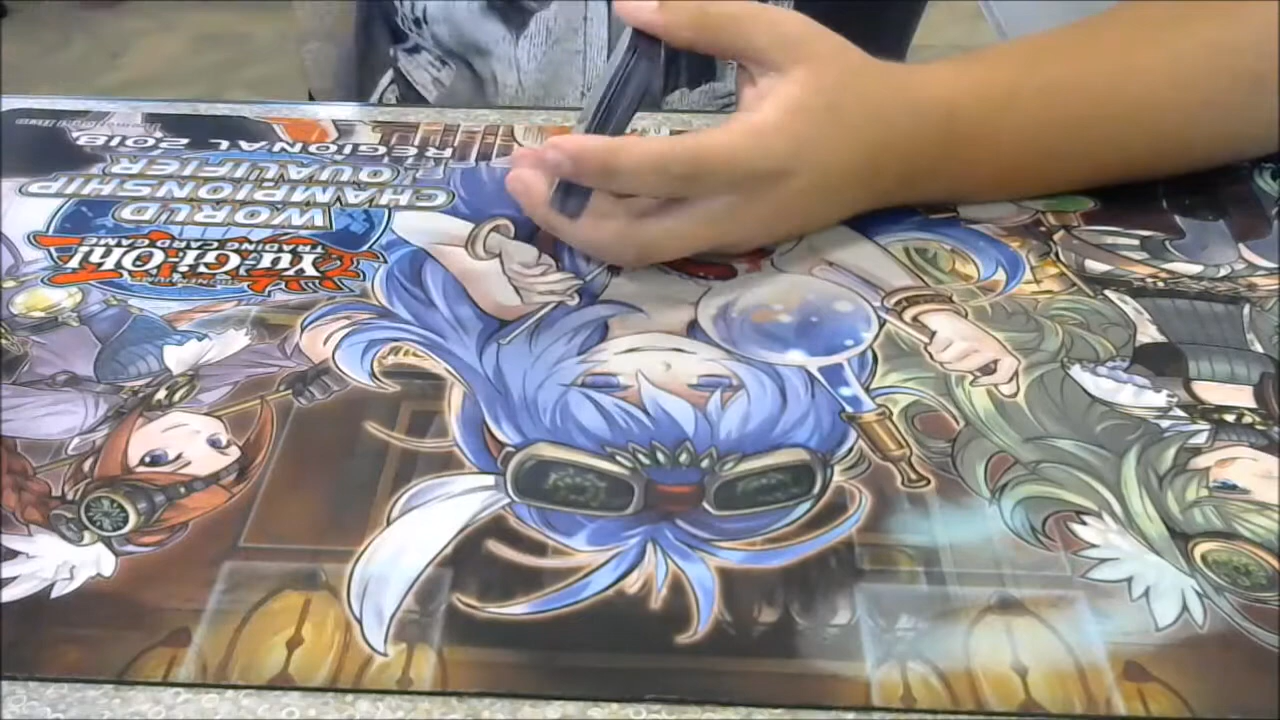 Yu-Gi-Oh!
TRADING CARD GAME
WORLD
CHAMPIONSHIP
QUALIFIER
REGIONAL 2018